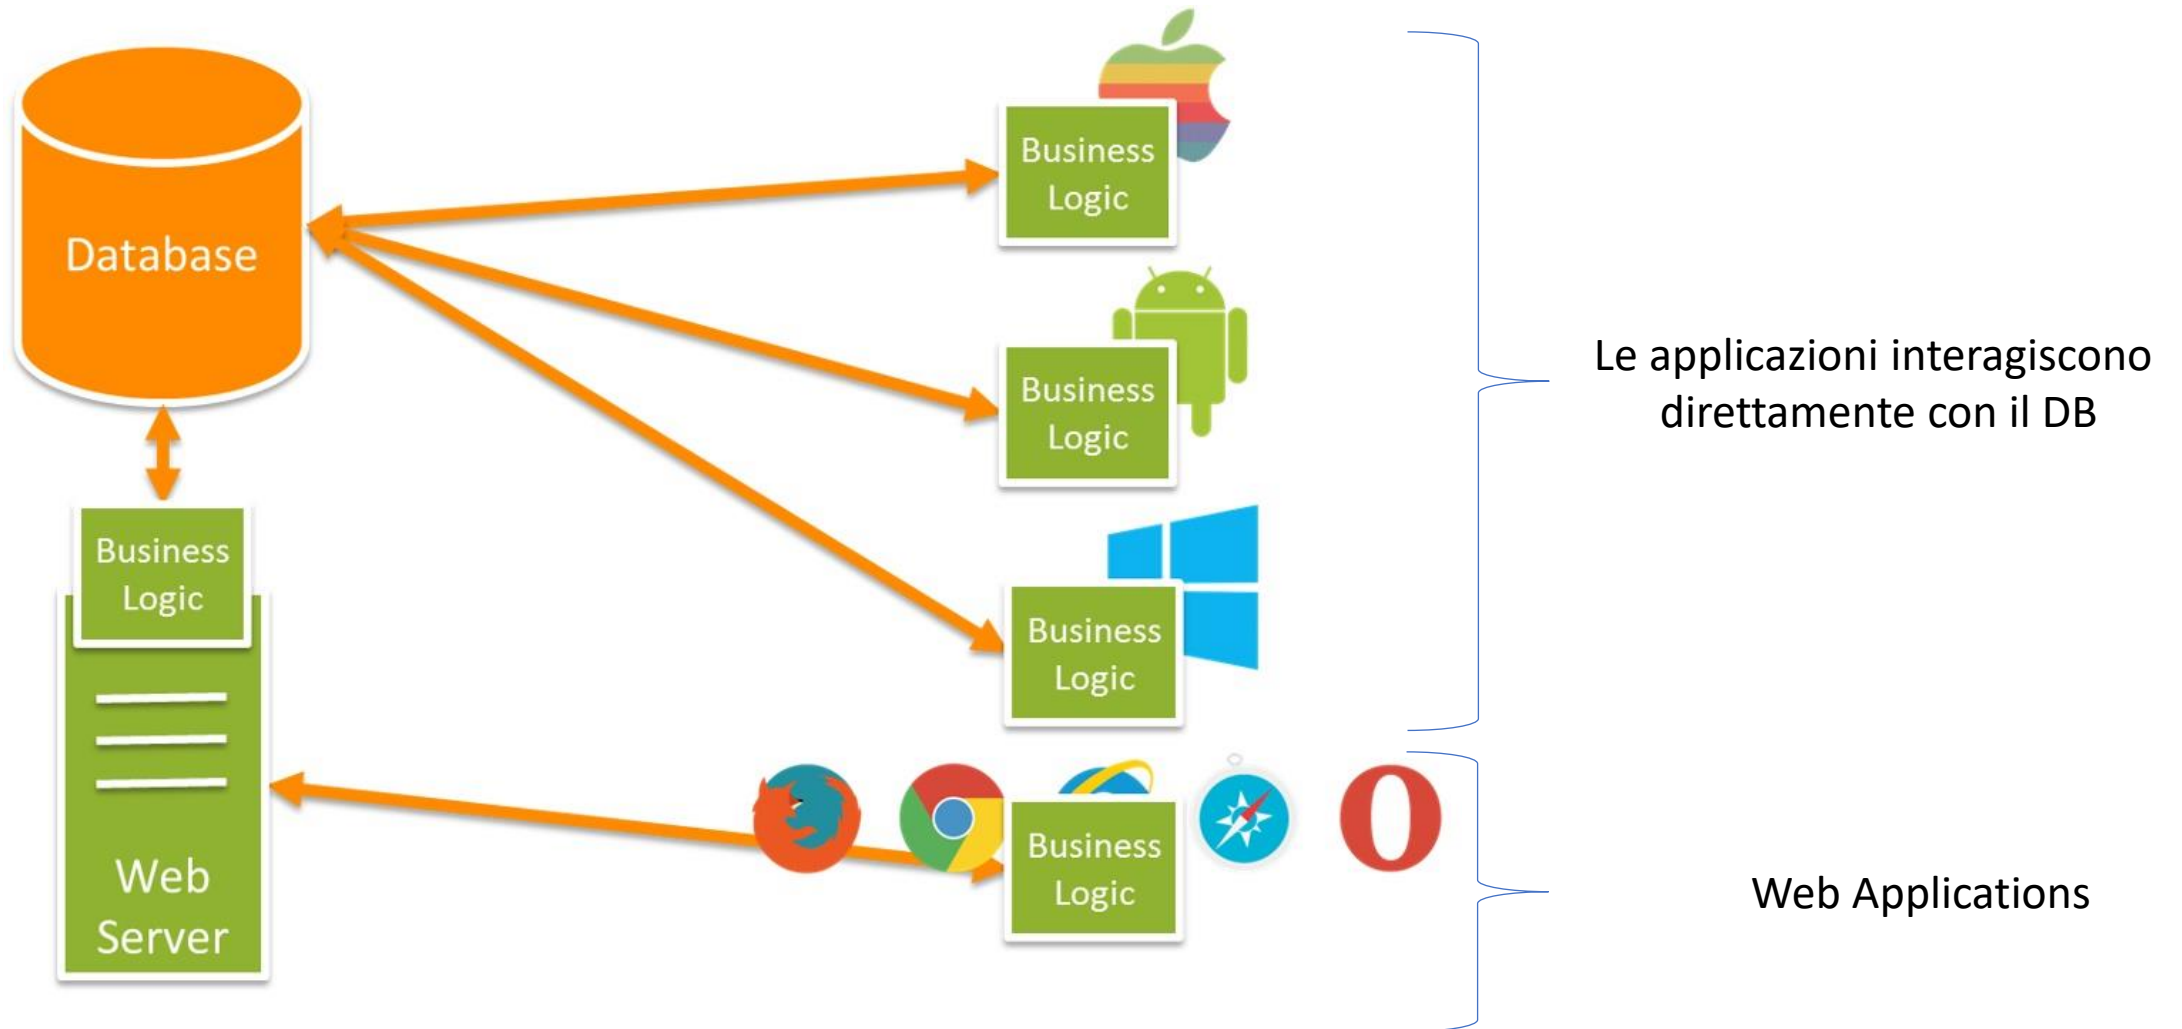 Database
Business
Logic
Business
Logic
Business
Logic
Business
Logic
Web
Server
Business
Logic
Le applicazioni interagiscono
direttamente con il DB
Web Applications